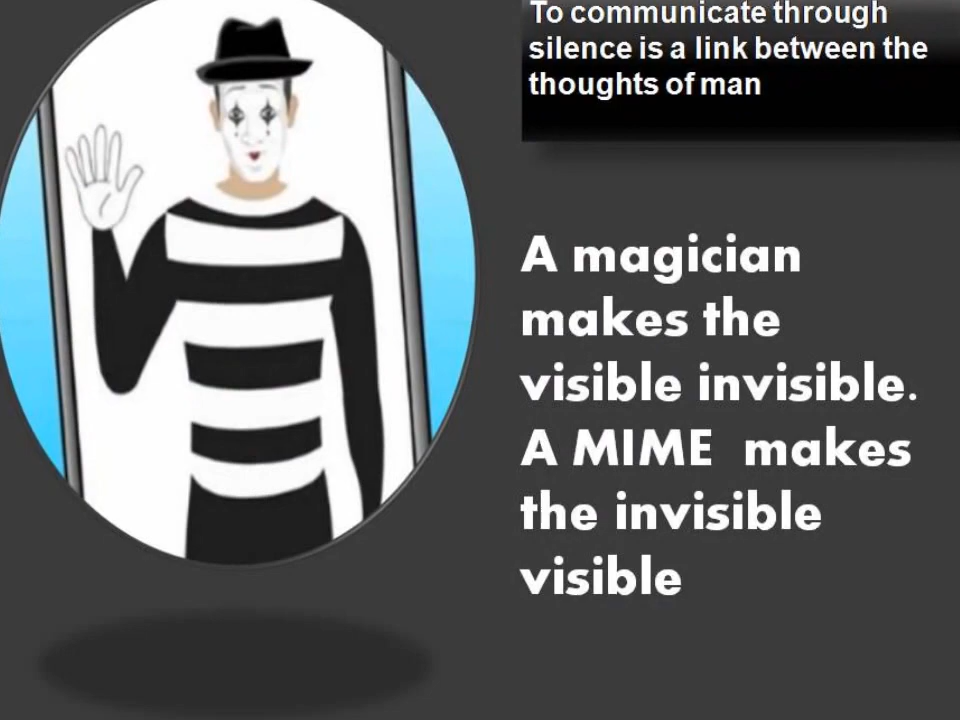 To communicate through
silence is a link between the
thoughts of man
A magician
makes the
visible invisible.
A MIME  makes
the invisible
visible